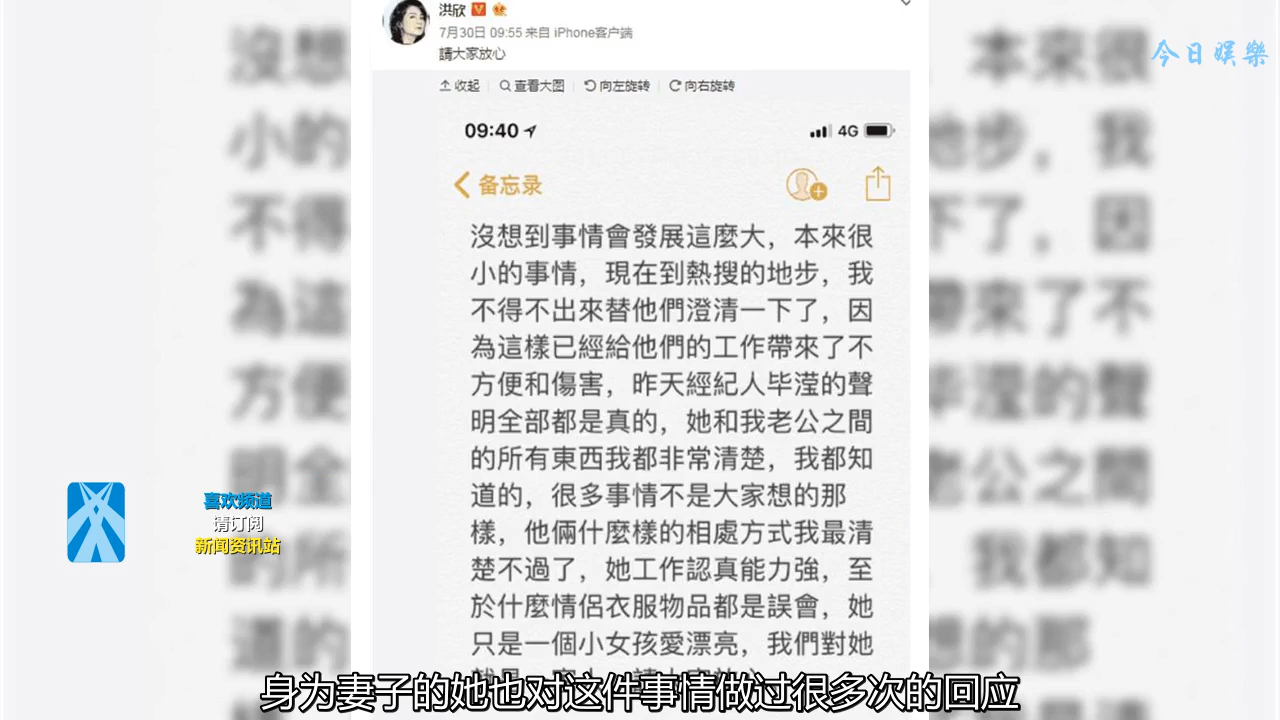 洪欣
7月30日 09:55 来自 iPhone客户端
請大家放心
今日娱樂
收起 查看大图 向左旋转 向右旋转
09:40 4G
备忘录
沒想到事情會發展這麼大，本來很
小的事情，現在到熱搜的地步，我
不得不出來替他們澄清一下了，因
為這樣已經給他們的工作帶來了不
方便和傷害，昨天經紀人毕滢的聲
明全部都是真的，她和我老公之間
的所有東西我都非常清楚，我都知
道的，很多事情不是大家想的那
樣，他倆什麼樣的相處方式我最清
楚不過了，她工作認真能力強，至
於什麼情侶衣服物品都是誤會，她
只是一個小女孩愛漂亮，我們對她
喜欢频道
请订阅
新闻资讯站
身为妻子的她也对这件事情做过很多次的回应